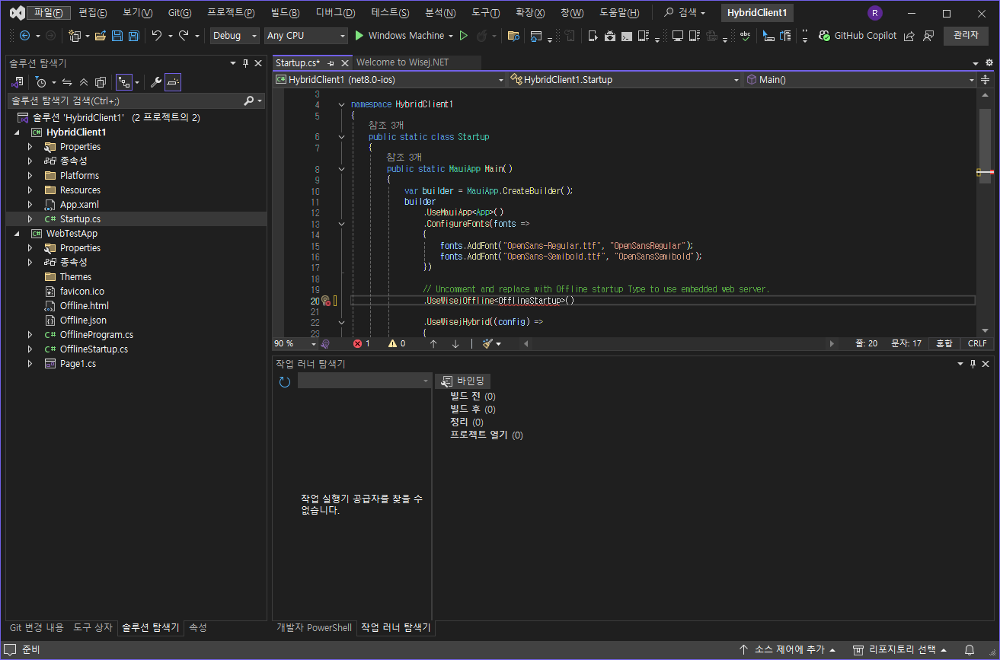 파일(F) 편집(E) 보기(V) Git(G) 프로젝트(P) 빌드(B) 디버그(D) 테스트(S) 분석(N) 도구(T) 확장(X) 창(W) 도움말(H) 검색 HybridClient1 R
Debug Any CPU Windows Machine abc GitHub Copilot 관리자
솔루션 탐색기
솔루션 탐색기 검색(Ctrl+;)
솔루션 'HybridClient1' (2 프로젝트의 2)
HybridClient1
Properties
종속성
Platforms
Resources
App.xaml
C# Startup.cs
WebTestApp
Properties
종속성
Themes
favicon.ico
Offline.html
Offline.json
C# OfflineProgram.cs
C# OfflineStartup.cs
Page1.cs
Git 변경 내용 도구 상자 솔루션 탐색기 속성
Startup.cs* Welcome to Wisej.NET
C# HybridClient1 (net8.0-ios) HybridClient1.Startup Main()
3
4 namespace HybridClient1
5 {
참조 3개
6 public static class Startup
7 {
참조 3개
8 public static MauiApp Main()
9 {
10 var builder = MauiApp.CreateBuilder();
11 builder
12 .UseMauiApp<App>()
13 .ConfigureFonts(fonts =>
14 {
15 fonts.AddFont("OpenSans-Regular.ttf", "OpenSansRegular");
16 fonts.AddFont("OpenSans-Semibold.ttf", "OpenSansSemibold");
17 })
18
19 // Uncomment and replace with Offline startup Type to use embedded web server.
20 .UseWisejOffline<OfflineStartup>()
21
22 .UseWisejHybrid((config) =>
23 {
90 % 1 0 줄: 20 문자: 17 혼합 CRLF
작업 러너 탐색기
바인딩
빌드 전 (0)
빌드 후 (0)
정리 (0)
프로젝트 열기 (0)
작업 실행기 공급자를 찾을 수
없습니다.
개발자 PowerShell 작업 러너 탐색기
준비 소스 제어에 추가 리포지토리 선택